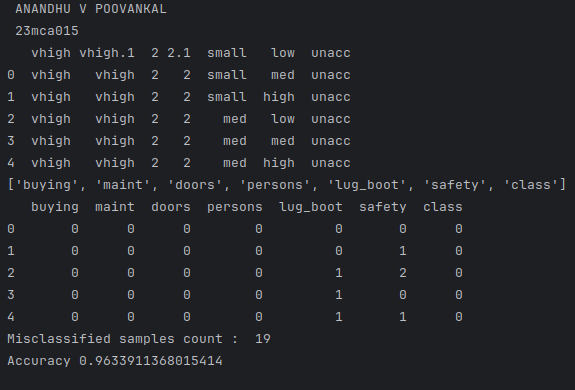 ANANDHU V POOVANKAL
23mca015
vhigh vhigh.1 2 2.1 small low unacc
0 vhigh vhigh 2 2 small med unacc
1 vhigh vhigh 2 2 small high unacc
2 vhigh vhigh 2 2 med low unacc
3 vhigh vhigh 2 2 med med unacc
4 vhigh vhigh 2 2 med high unacc
['buying', 'maint', 'doors', 'persons', 'lug_boot', 'safety', 'class']
buying maint doors persons lug_boot safety class
0 0 0 0 0 0 0 0
1 0 0 0 0 0 1 0
2 0 0 0 0 1 2 0
3 0 0 0 0 1 0 0
4 0 0 0 0 1 1 0
Misclassified samples count :  19
Accuracy 0.9633911368015414